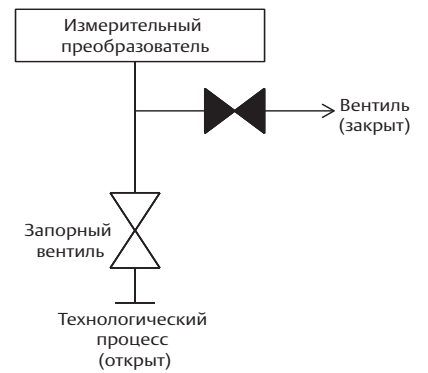 Измерительный
преобразователь
Вентиль
(закрыт)
Запорный
вентиль
Технологический
процесс
(открыт)